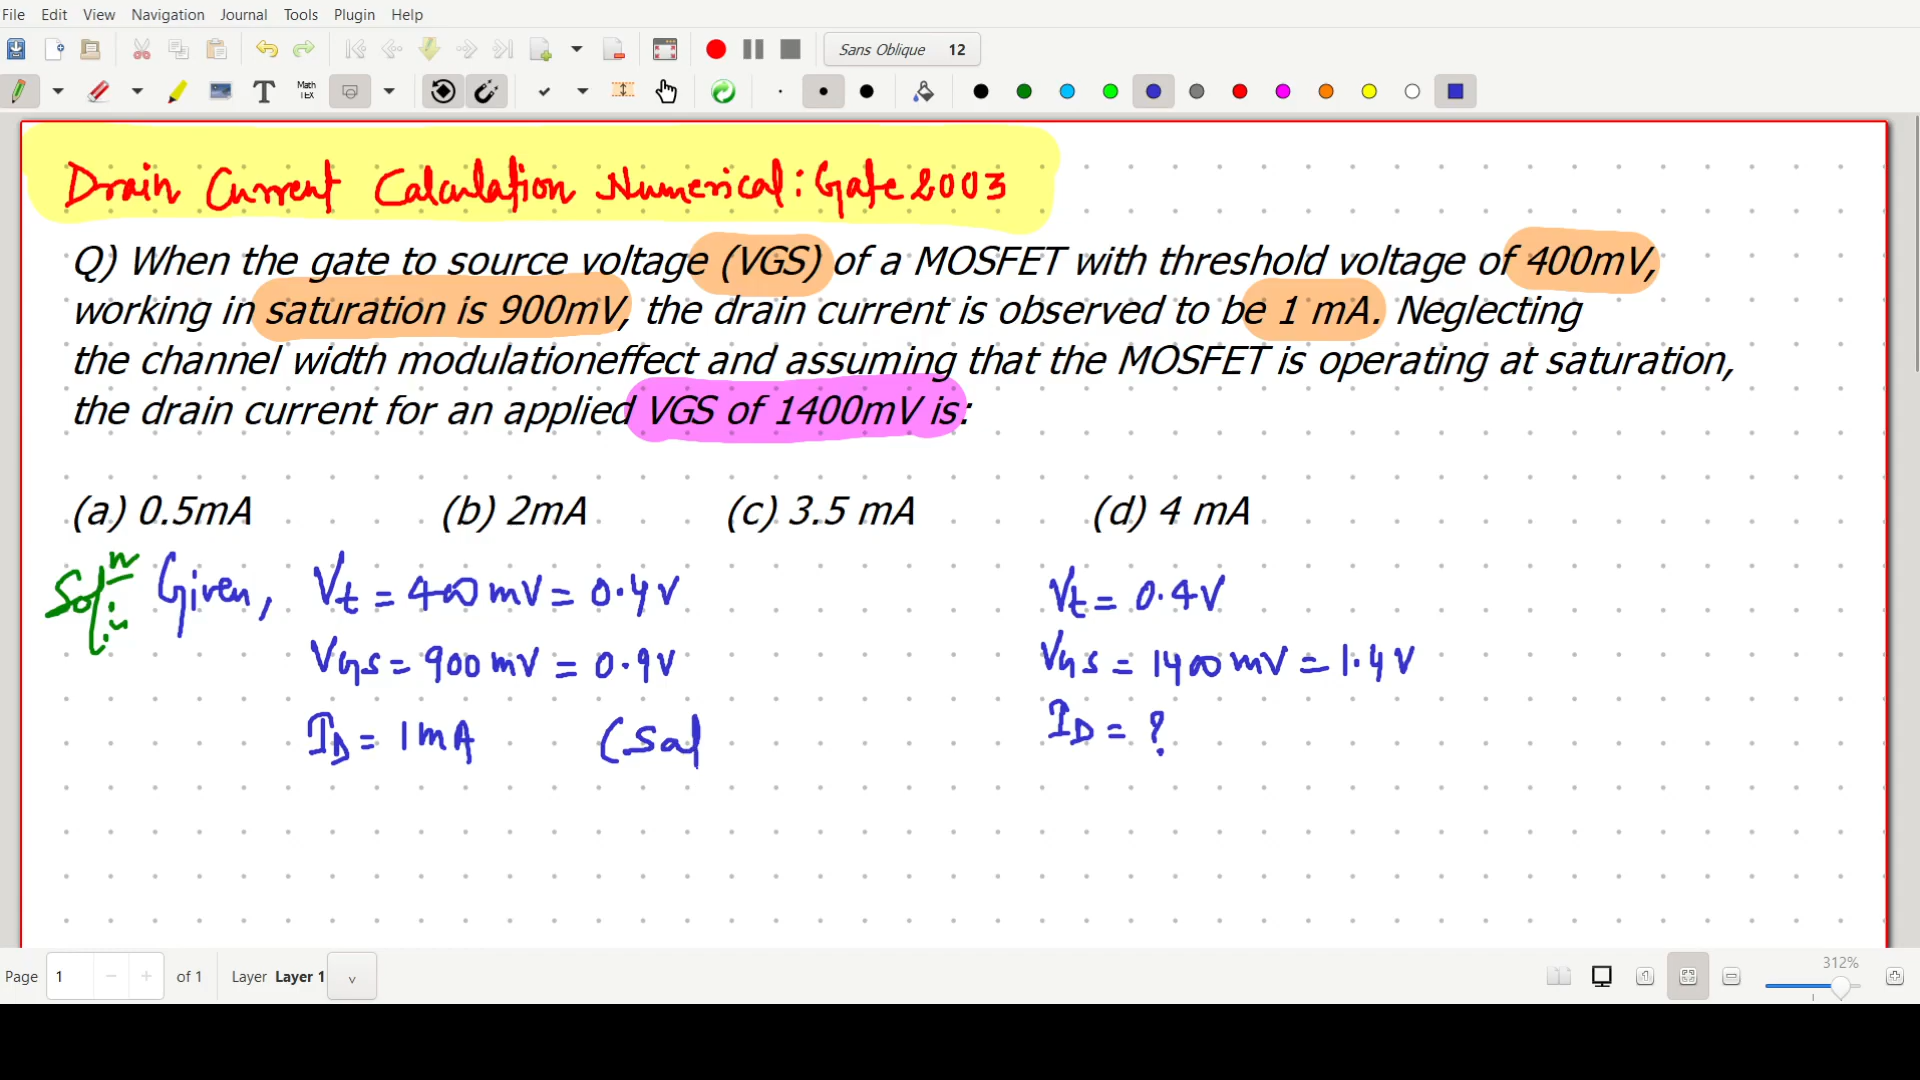 File Edit View Navigation Journal Tools Plugin Help
Sans Oblique 12
Math TEX
Drain Current Calculation Numerical: Gate 2003
Q) When the gate to source voltage (VGS) of a MOSFET with threshold voltage of 400mV,
working in saturation is 900mV, the drain current is observed to be 1 mA. Neglecting
the channel width modulationeffect and assuming that the MOSFET is operating at saturation,
the drain current for an applied VGS of 1400mV is:
(a) 0.5mA (b) 2mA (c) 3.5 mA (d) 4 mA
Solⁿ Given, Vt = 400 mV = 0.4 V
VGS = 900 mV = 0.9 V
ID = 1 mA (Sat
Vt = 0.4 V
VGS = 1400 mV = 1.4 V
ID = ?
Page 1 of 1 Layer Layer 1 312%